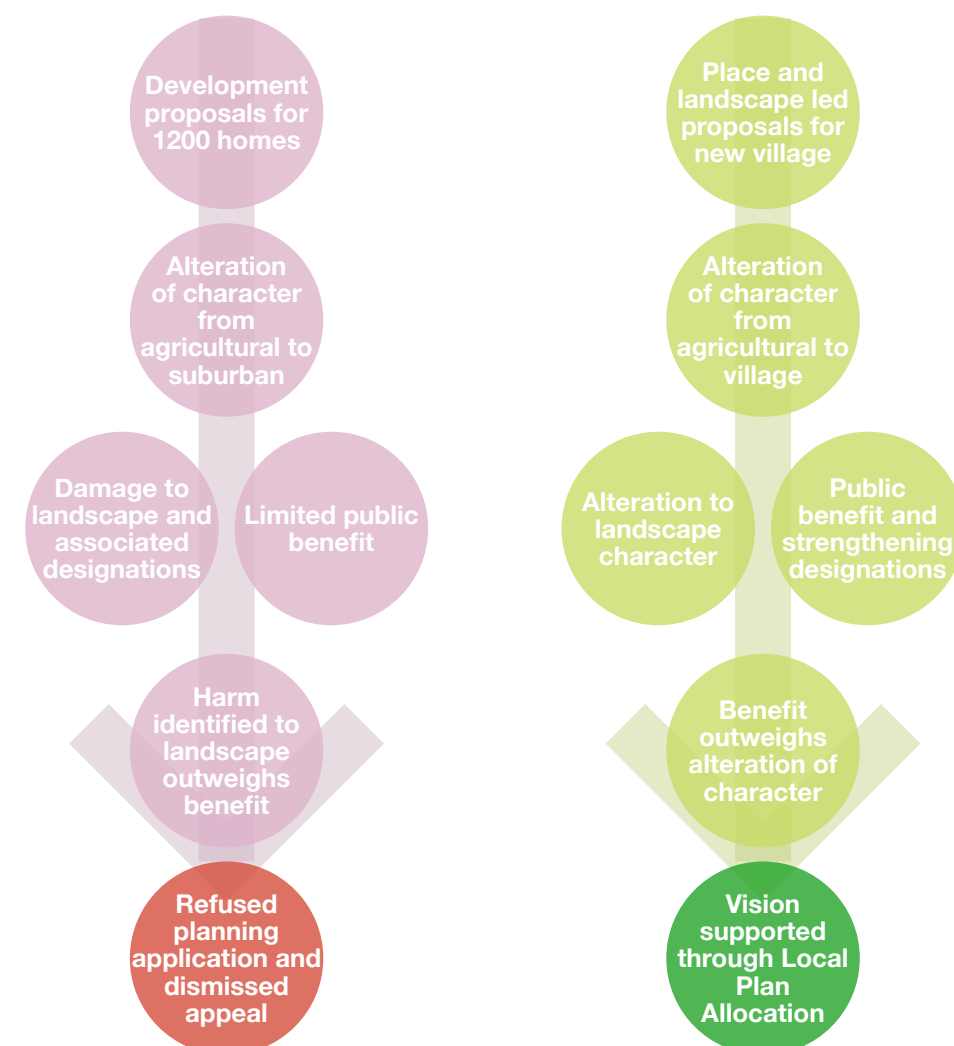 Development
proposals for
1200 homes
Alteration
of character
from
agricultural to
suburban
Damage to
landscape and
associated
designations
Limited public
benefit
Harm
identified to
landscape
outweighs
benefit
Refused
planning
application and
dismissed
appeal
Place and
landscape led
proposals for
new village
Alteration
of character
from
agricultural to
village
Alteration to
landscape
character
Public
benefit and
strengthening
designations
Benefit
outweighs
alteration of
character
Vision
supported
through Local
Plan
Allocation